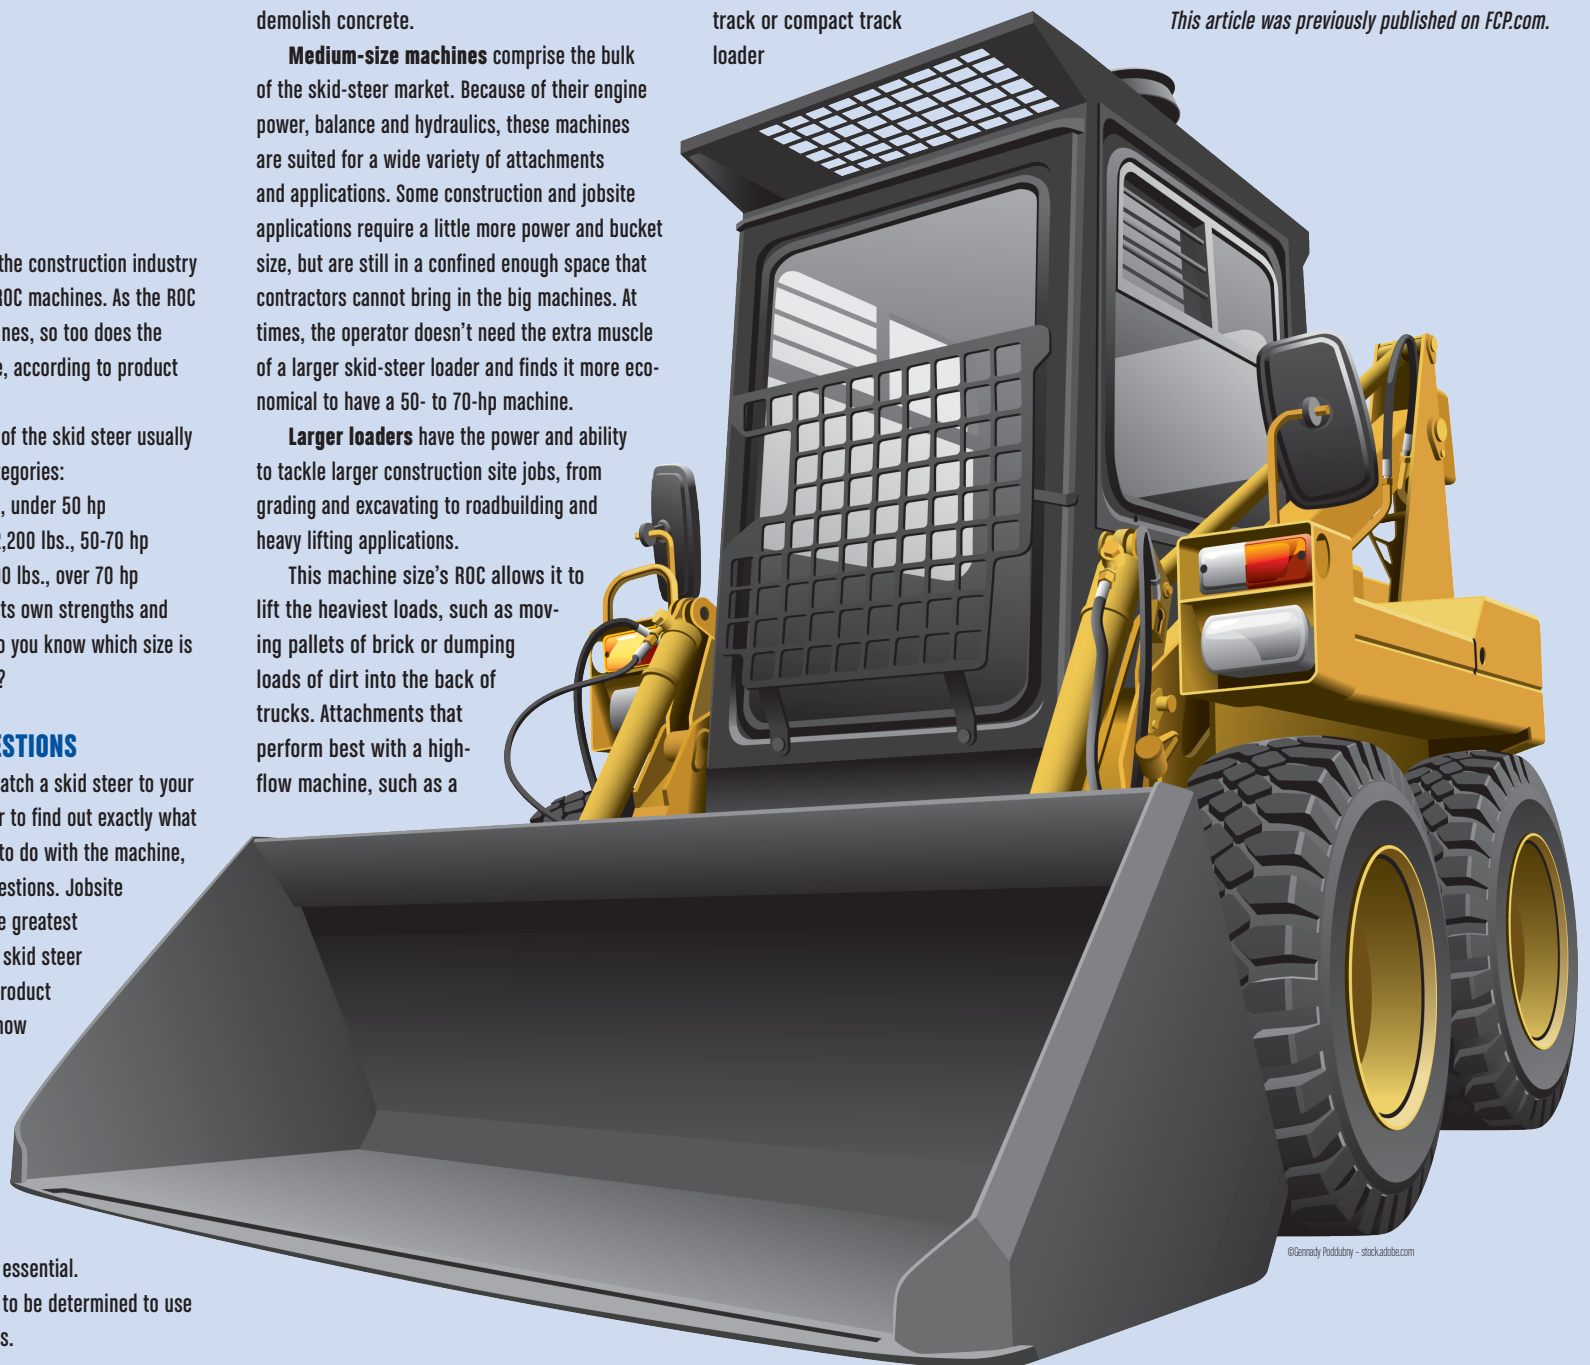 the construction industry
ROC machines. As the ROC
nes, so too does the
e, according to product
of the skid steer usually
tegories:
, under 50 hp
2,200 lbs., 50-70 hp
00 lbs., over 70 hp
its own strengths and
o you know which size is
?
ESTIONS
atch a skid steer to your
r to find out exactly what
to do with the machine,
estions. Jobsite
e greatest
skid steer
roduct
now
essential.
to be determined to use
s.
demolish concrete.
Medium-size machines comprise the bulk
of the skid-steer market. Because of their engine
power, balance and hydraulics, these machines
are suited for a wide variety of attachments
and applications. Some construction and jobsite
applications require a little more power and bucket
size, but are still in a confined enough space that
contractors cannot bring in the big machines. At
times, the operator doesn’t need the extra muscle
of a larger skid-steer loader and finds it more eco-
nomical to have a 50- to 70-hp machine.
Larger loaders have the power and ability
to tackle larger construction site jobs, from
grading and excavating to roadbuilding and
heavy lifting applications.
This machine size’s ROC allows it to
lift the heaviest loads, such as mov-
ing pallets of brick or dumping
loads of dirt into the back of
trucks. Attachments that
perform best with a high-
flow machine, such as a
track or compact track
loader
This article was previously published on FCP.com.
©Gennady Poddubny – stock.adobe.com